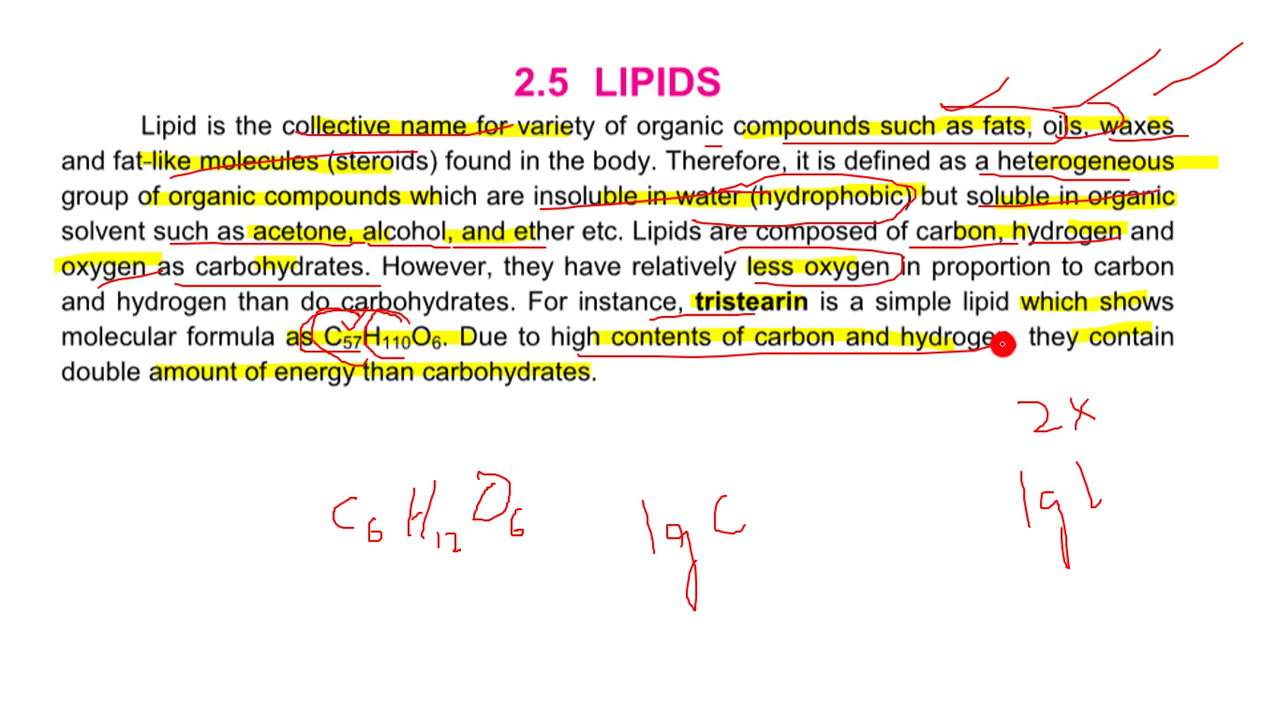 2.5 LIPIDS
Lipid is the collective name for variety of organic compounds such as fats, oils, waxes
and fat-like molecules (steroids) found in the body. Therefore, it is defined as a heterogeneous
group of organic compounds which are insoluble in water (hydrophobic) but soluble in organic
solvent such as acetone, alcohol, and ether etc. Lipids are composed of carbon, hydrogen and
oxygen as carbohydrates. However, they have relatively less oxygen in proportion to carbon
and hydrogen than do carbohydrates. For instance, tristearin is a simple lipid which shows
molecular formula as C₅₇H₁₁₀O₆. Due to high contents of carbon and hydrogen they contain
double amount of energy than carbohydrates.
2x
C₆ H₁₂ O₆ 1g C 1g L